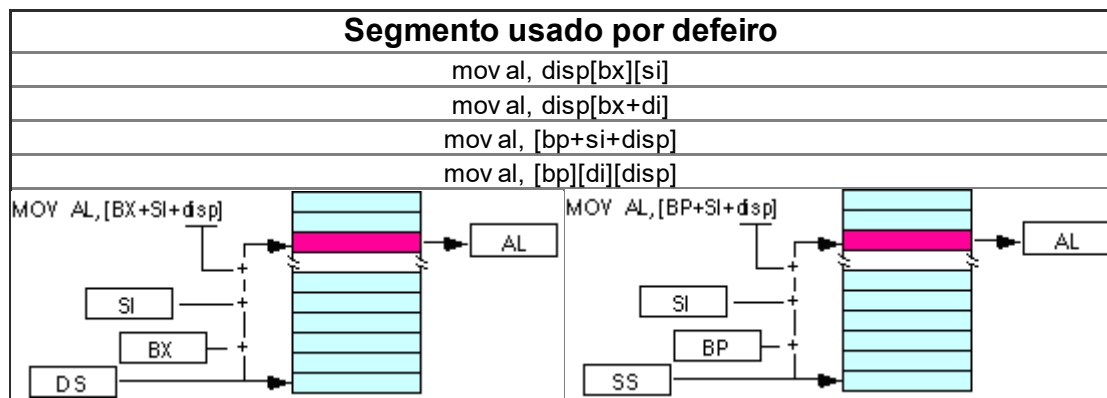 Segmento usado por defeiro
mov al, disp[bx][si]
mov al, disp[bx+di]
mov al, [bp+si+disp]
mov al, [bp][di][disp]
MOV AL,[BX+SI+disp]
AL
+
SI
+
BX
+
DS
MOV AL,[BP+SI+disp]
AL
+
SI
+
BP
+
SS